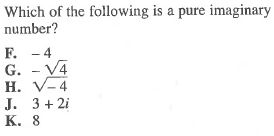 Which of the following is a pure imaginary
number?
F. – 4
G. – √4
H. √–4
J. 3 + 2i
K. 8